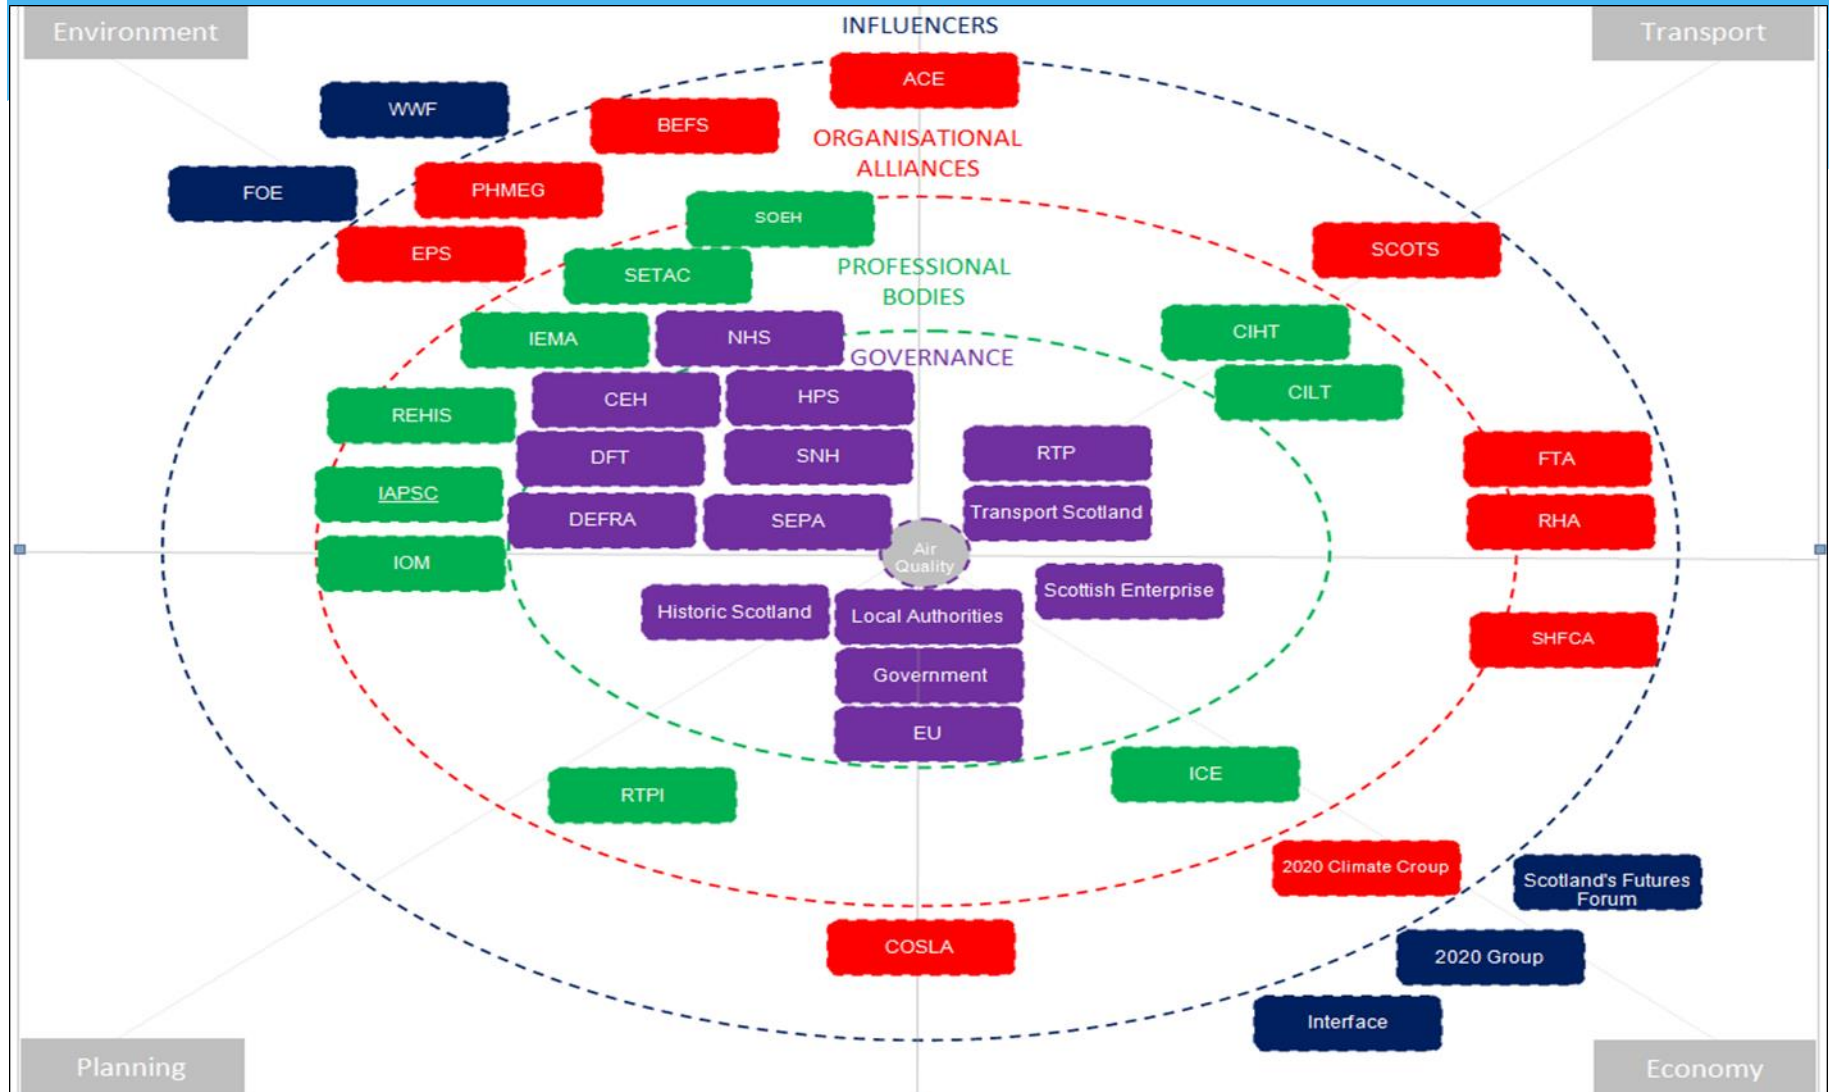 Environment
INFLUENCERS
Transport
ACE
WWF
BEFS
ORGANISATIONAL
ALLIANCES
FOE
PHMEG
SOEH
EPS
SCOTS
SETAC
PROFESSIONAL
BODIES
IEMA
NHS
CIHT
GOVERNANCE
CEH
HPS
CILT
REHIS
DFT
SNH
RTP
FTA
IAPSC
DEFRA
SEPA
Transport Scotland
RHA
IOM
Air
Quality
Historic Scotland
Local Authorities
Scottish Enterprise
SHFCA
Government
EU
RTPI
ICE
2020 Climate Croup
Scotland's Futures
Forum
COSLA
2020 Group
Interface
Planning
Economy